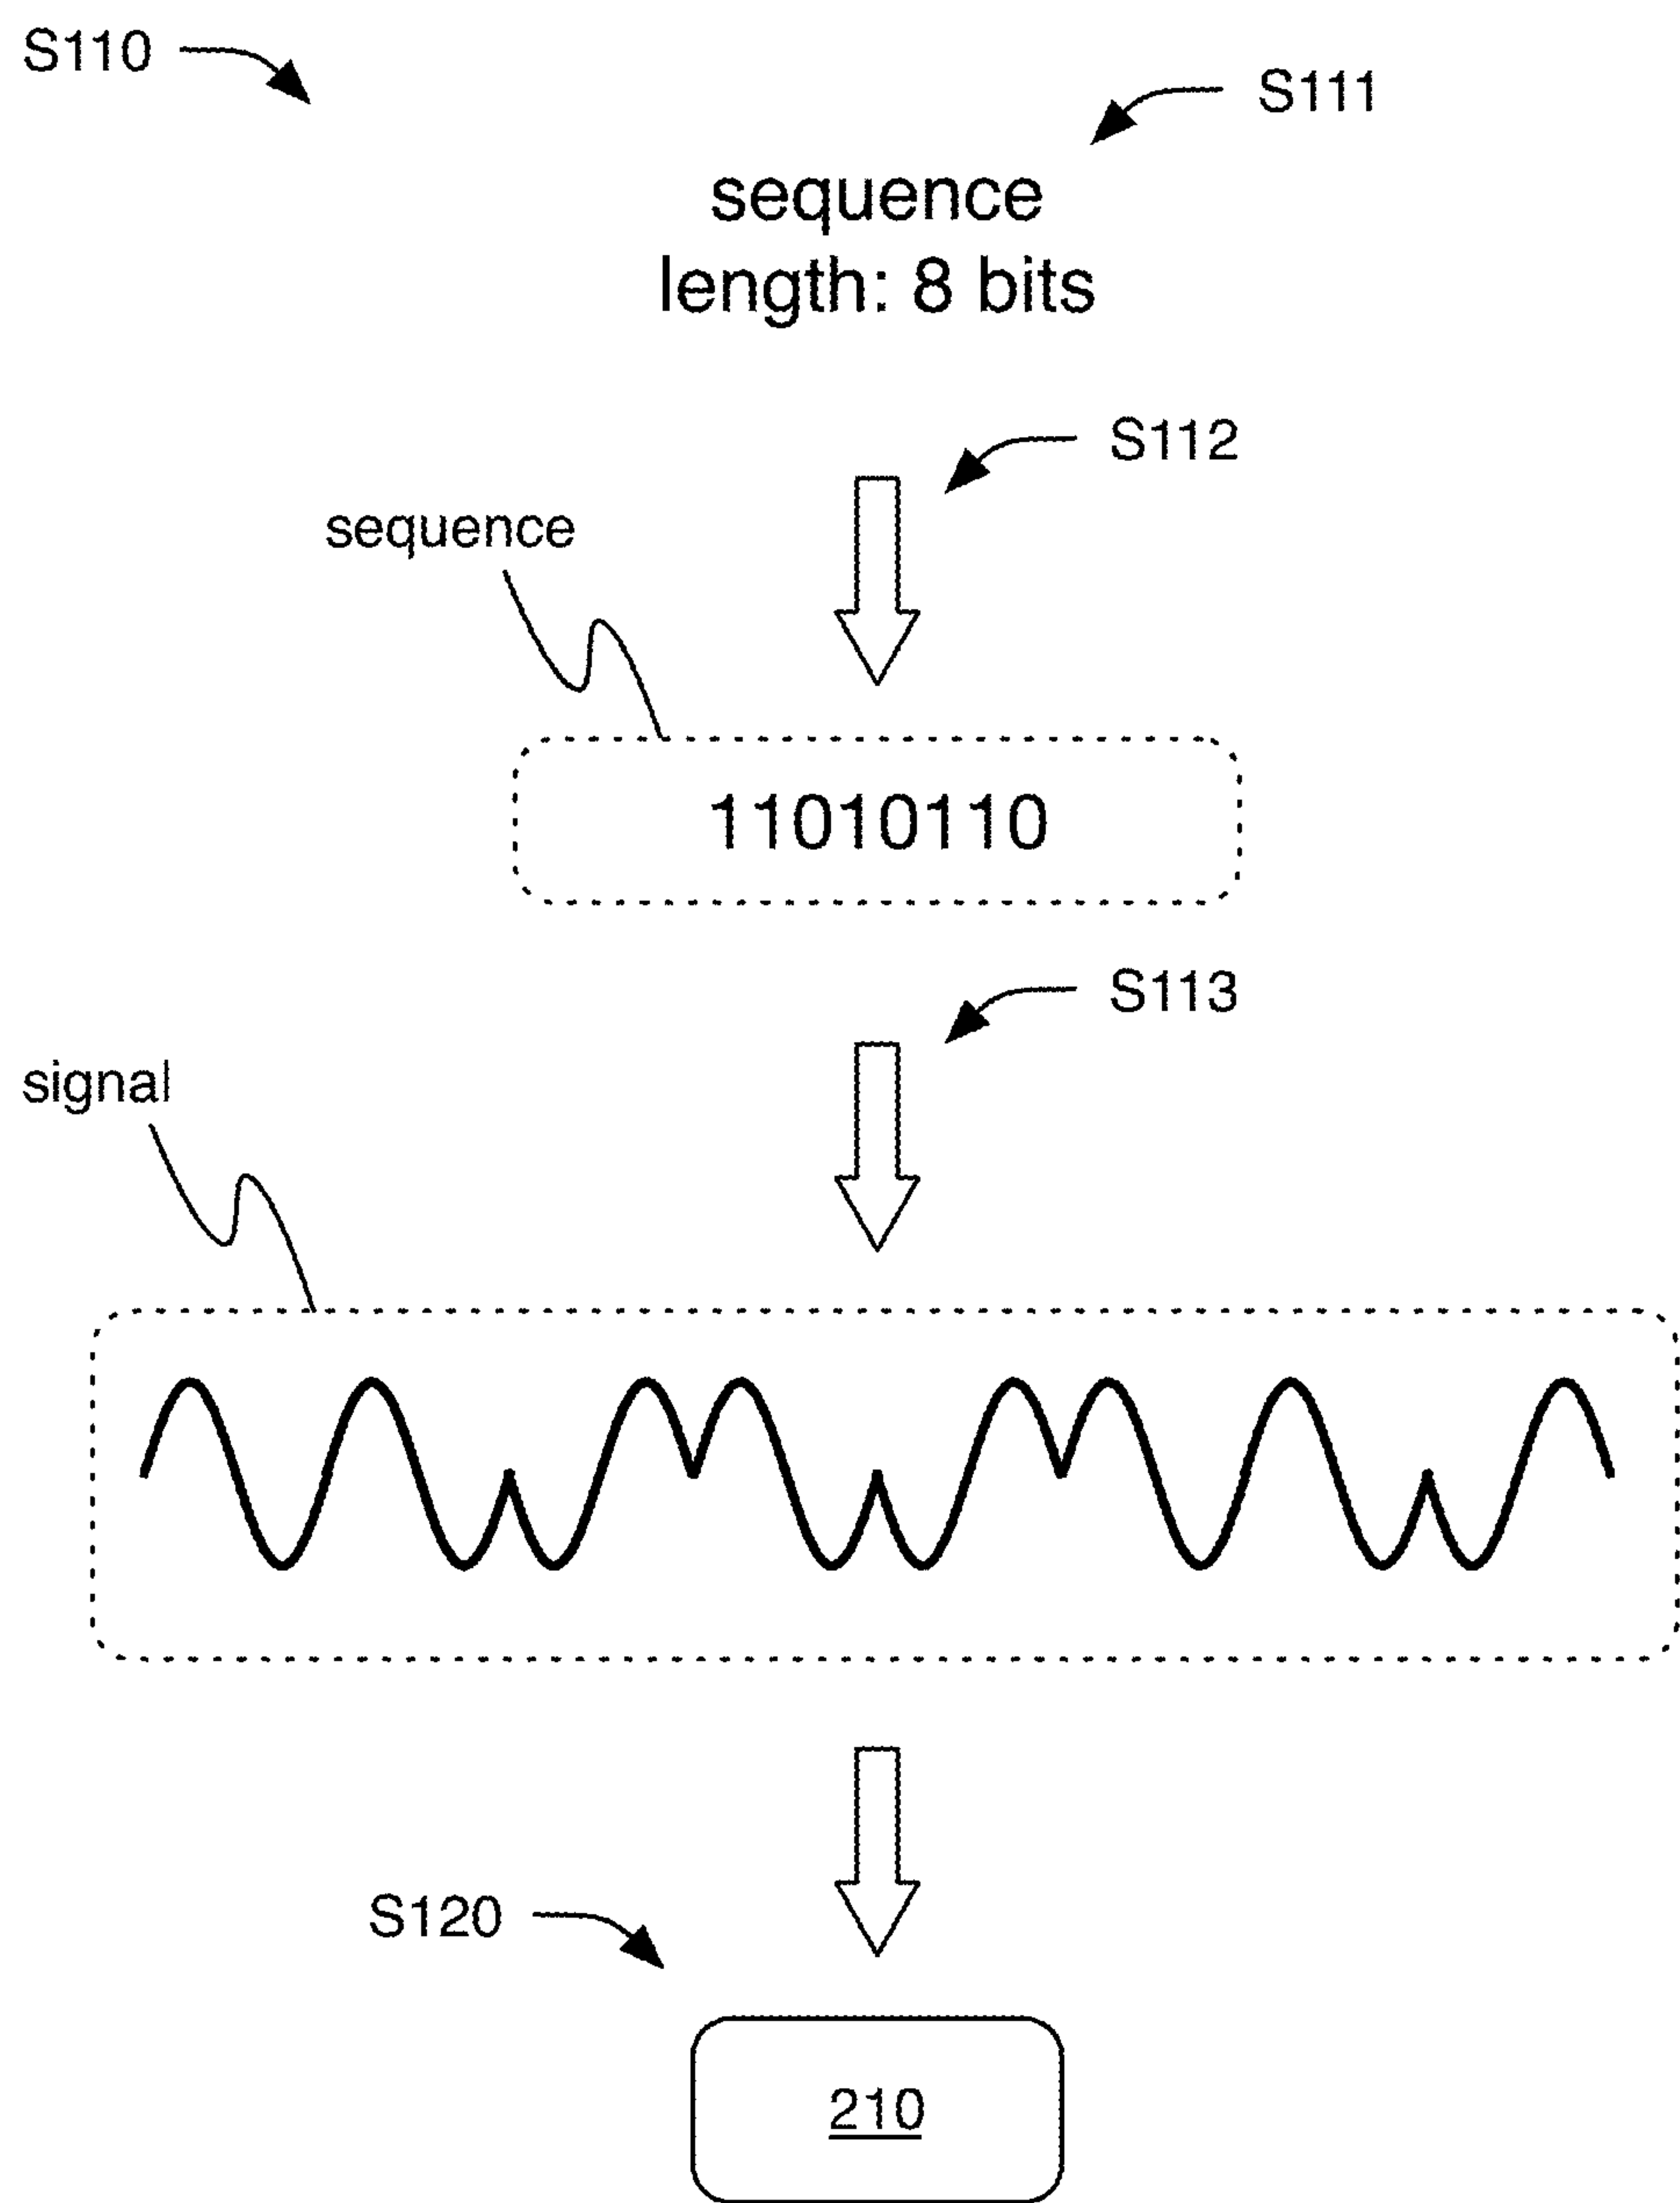 S110
S111
sequence
length: 8 bits
S112
sequence
11010110
S113
signal
S120
210